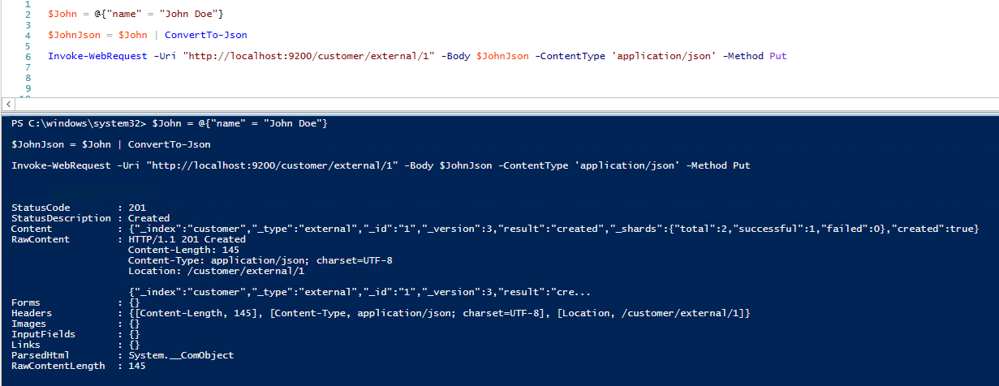 1
2 $John = @{"name" = "John Doe"}
3
4 $JohnJson = $John | ConvertTo-Json
5
6 Invoke-WebRequest -Uri "http://localhost:9200/customer/external/1" -Body $JohnJson -ContentType 'application/json' -Method Put
7
8
9
10
PS C:\windows\system32> $John = @{"name" = "John Doe"}
$JohnJson = $John | ConvertTo-Json
Invoke-WebRequest -Uri "http://localhost:9200/customer/external/1" -Body $JohnJson -ContentType 'application/json' -Method Put
StatusCode : 201
StatusDescription : Created
Content : {"_index":"customer","_type":"external","_id":"1","_version":3,"result":"created","_shards":{"total":2,"successful":1,"failed":0},"created":true}
RawContent : HTTP/1.1 201 Created
Content-Length: 145
Content-Type: application/json; charset=UTF-8
Location: /customer/external/1
{"_index":"customer","_type":"external","_id":"1","_version":3,"result":"cre...
Forms : {}
Headers : {[Content-Length, 145], [Content-Type, application/json; charset=UTF-8], [Location, /customer/external/1]}
Images : {}
InputFields : {}
Links : {}
ParsedHtml : System.__ComObject
RawContentLength : 145